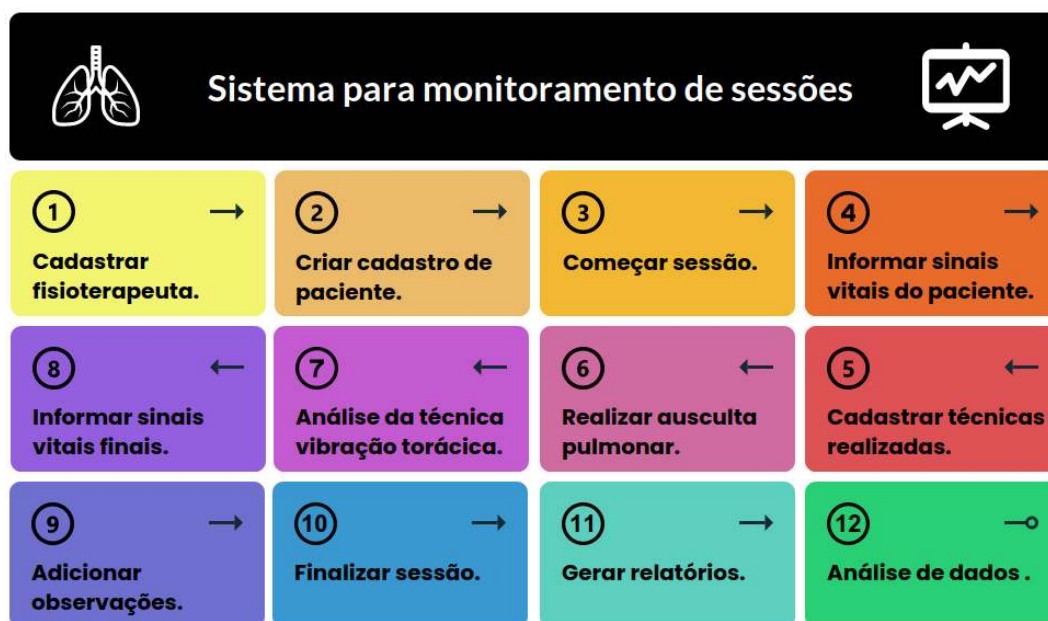 Sistema para monitoramento de sessões
1
Cadastrar
fisioterapeuta.
2
Criar cadastro de
paciente.
3
Começar sessão.
4
Informar sinais
vitais do paciente.
5
Cadastrar técnicas
realizadas.
6
Realizar ausculta
pulmonar.
7
Análise da técnica
vibração torácica.
8
Informar sinais
vitais finais.
9
Adicionar
observações.
10
Finalizar sessão.
11
Gerar relatórios.
12
Análise de dados .